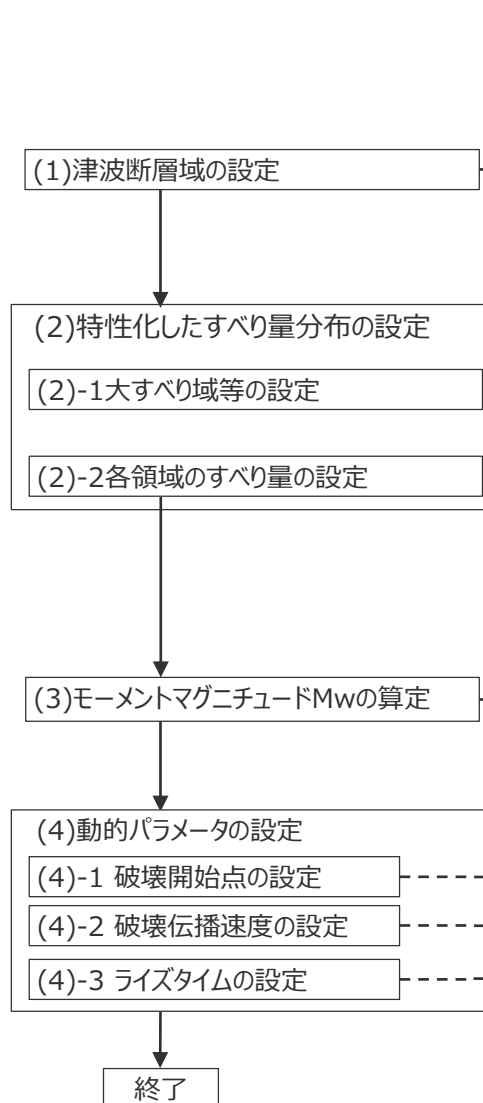 (1)津波断層域の設定
(2)特性化したすべり量分布の設定
(2)-1大すべり域等の設定
(2)-2各領域のすべり量の設定
(3)モーメントマグニチュードMwの算定
(4)動的パラメータの設定
(4)-1 破壊開始点の設定
(4)-2 破壊伝播速度の設定
(4)-3 ライズタイムの設定
終了